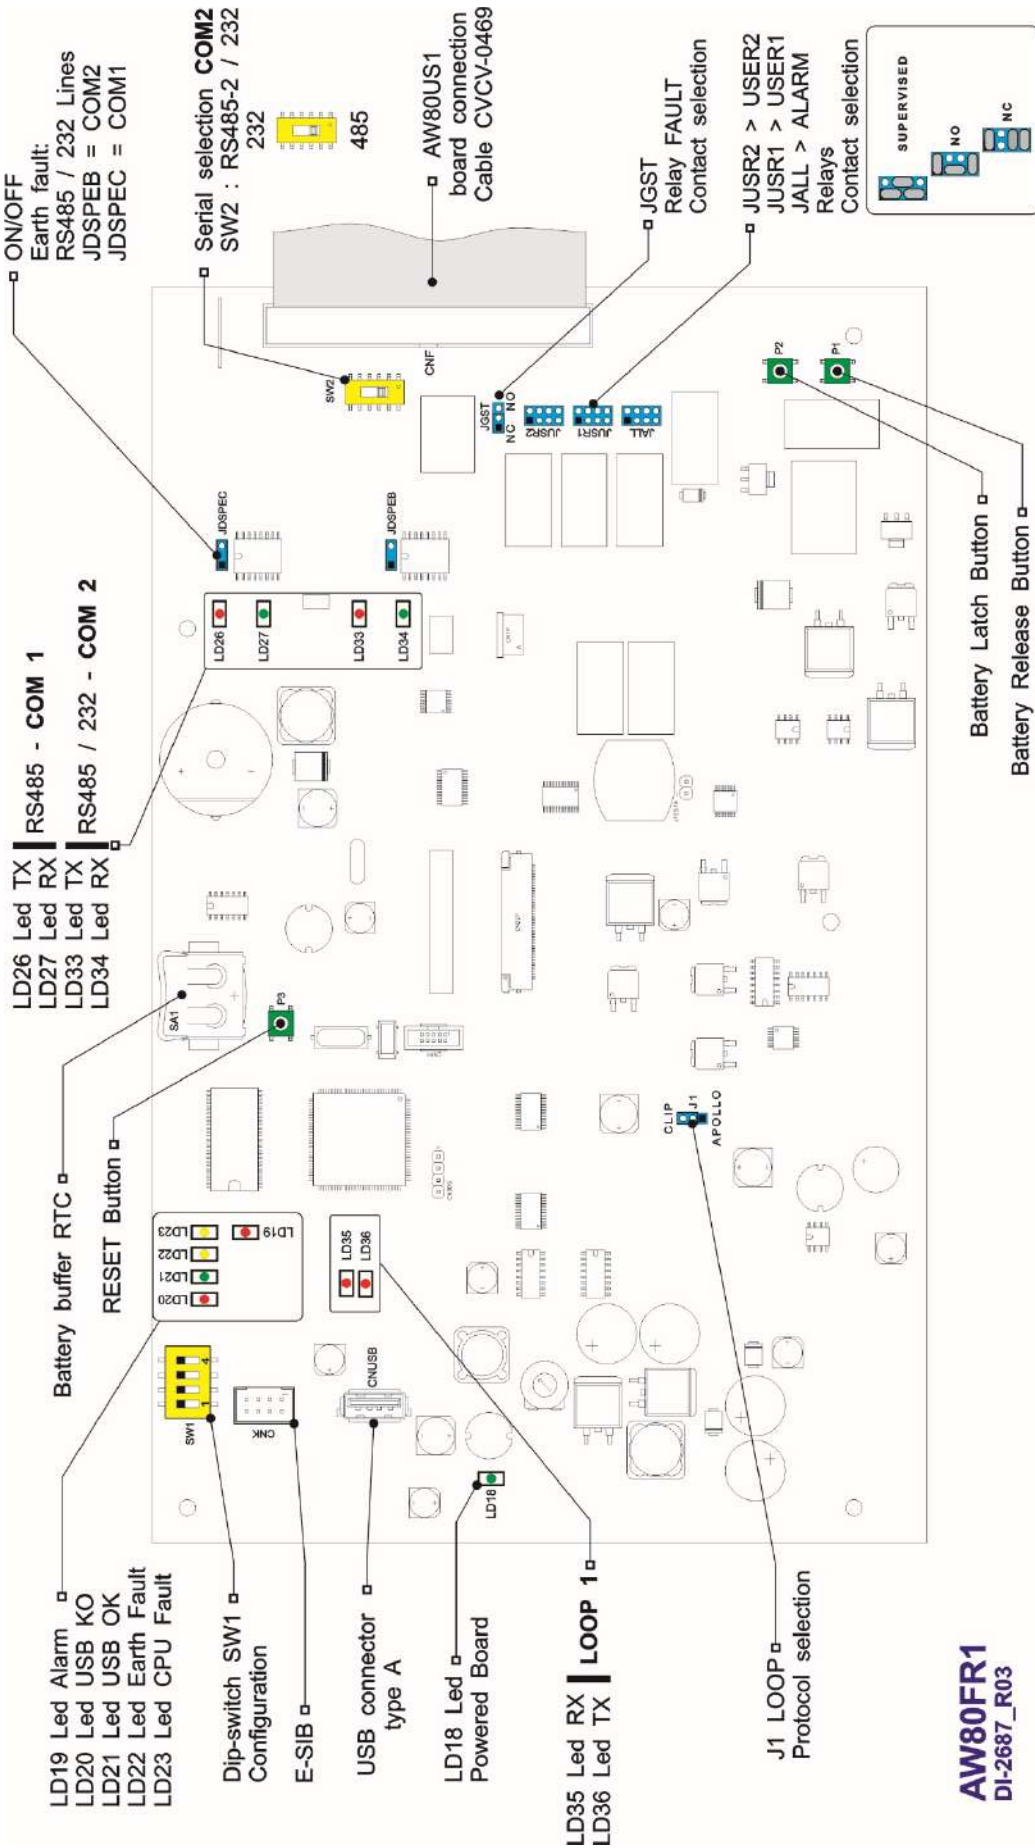 LD19 Led Alarm
LD20 Led USB KO
LD21 Led USB OK
LD22 Led Earth Fault
LD23 Led CPU Fault
Dip-switch SW1
Configuration
E-SIB
USB connector
type A
LD18 Led
Powered Board
LD35 Led RX
LD36 Led TX
LOOP 1
J1 LOOP
Protocol selection
AW80FR1
DI-2687_R03
Battery buffer RTC
RESET Button
LD26 Led TX
LD27 Led RX
RS485 - COM 1
LD33 Led TX
LD34 Led RX
RS485 / 232 - COM 2
ON/OFF
Earth fault:
RS485 / 232 Lines
JDSPEB = COM2
JDSPEC = COM1
Serial selection COM2
SW2 : RS485-2 / 232
232
485
AW80US1
board connection
Cable CVCV-0469
JGST
Relay FAULT
Contact selection
JUSR2 > USER2
JUSR1 > USER1
JALL > ALARM
Relays
Contact selection
SUPERVISED
NO
NC
Battery Latch Button
Battery Release Button
SW1
1
4
LD20
LD21
LD22
LD23
LD19
LD35
LD36
CNK
CNUSB
LD18
SA1
P3
LD26
LD27
LD33
LD34
JDSPEC
JDSPEB
SW2
CNF
JGST
NC
NO
JUSR2
JUSR1
JALL
P2
P1
CLIP
J1
APOLLO